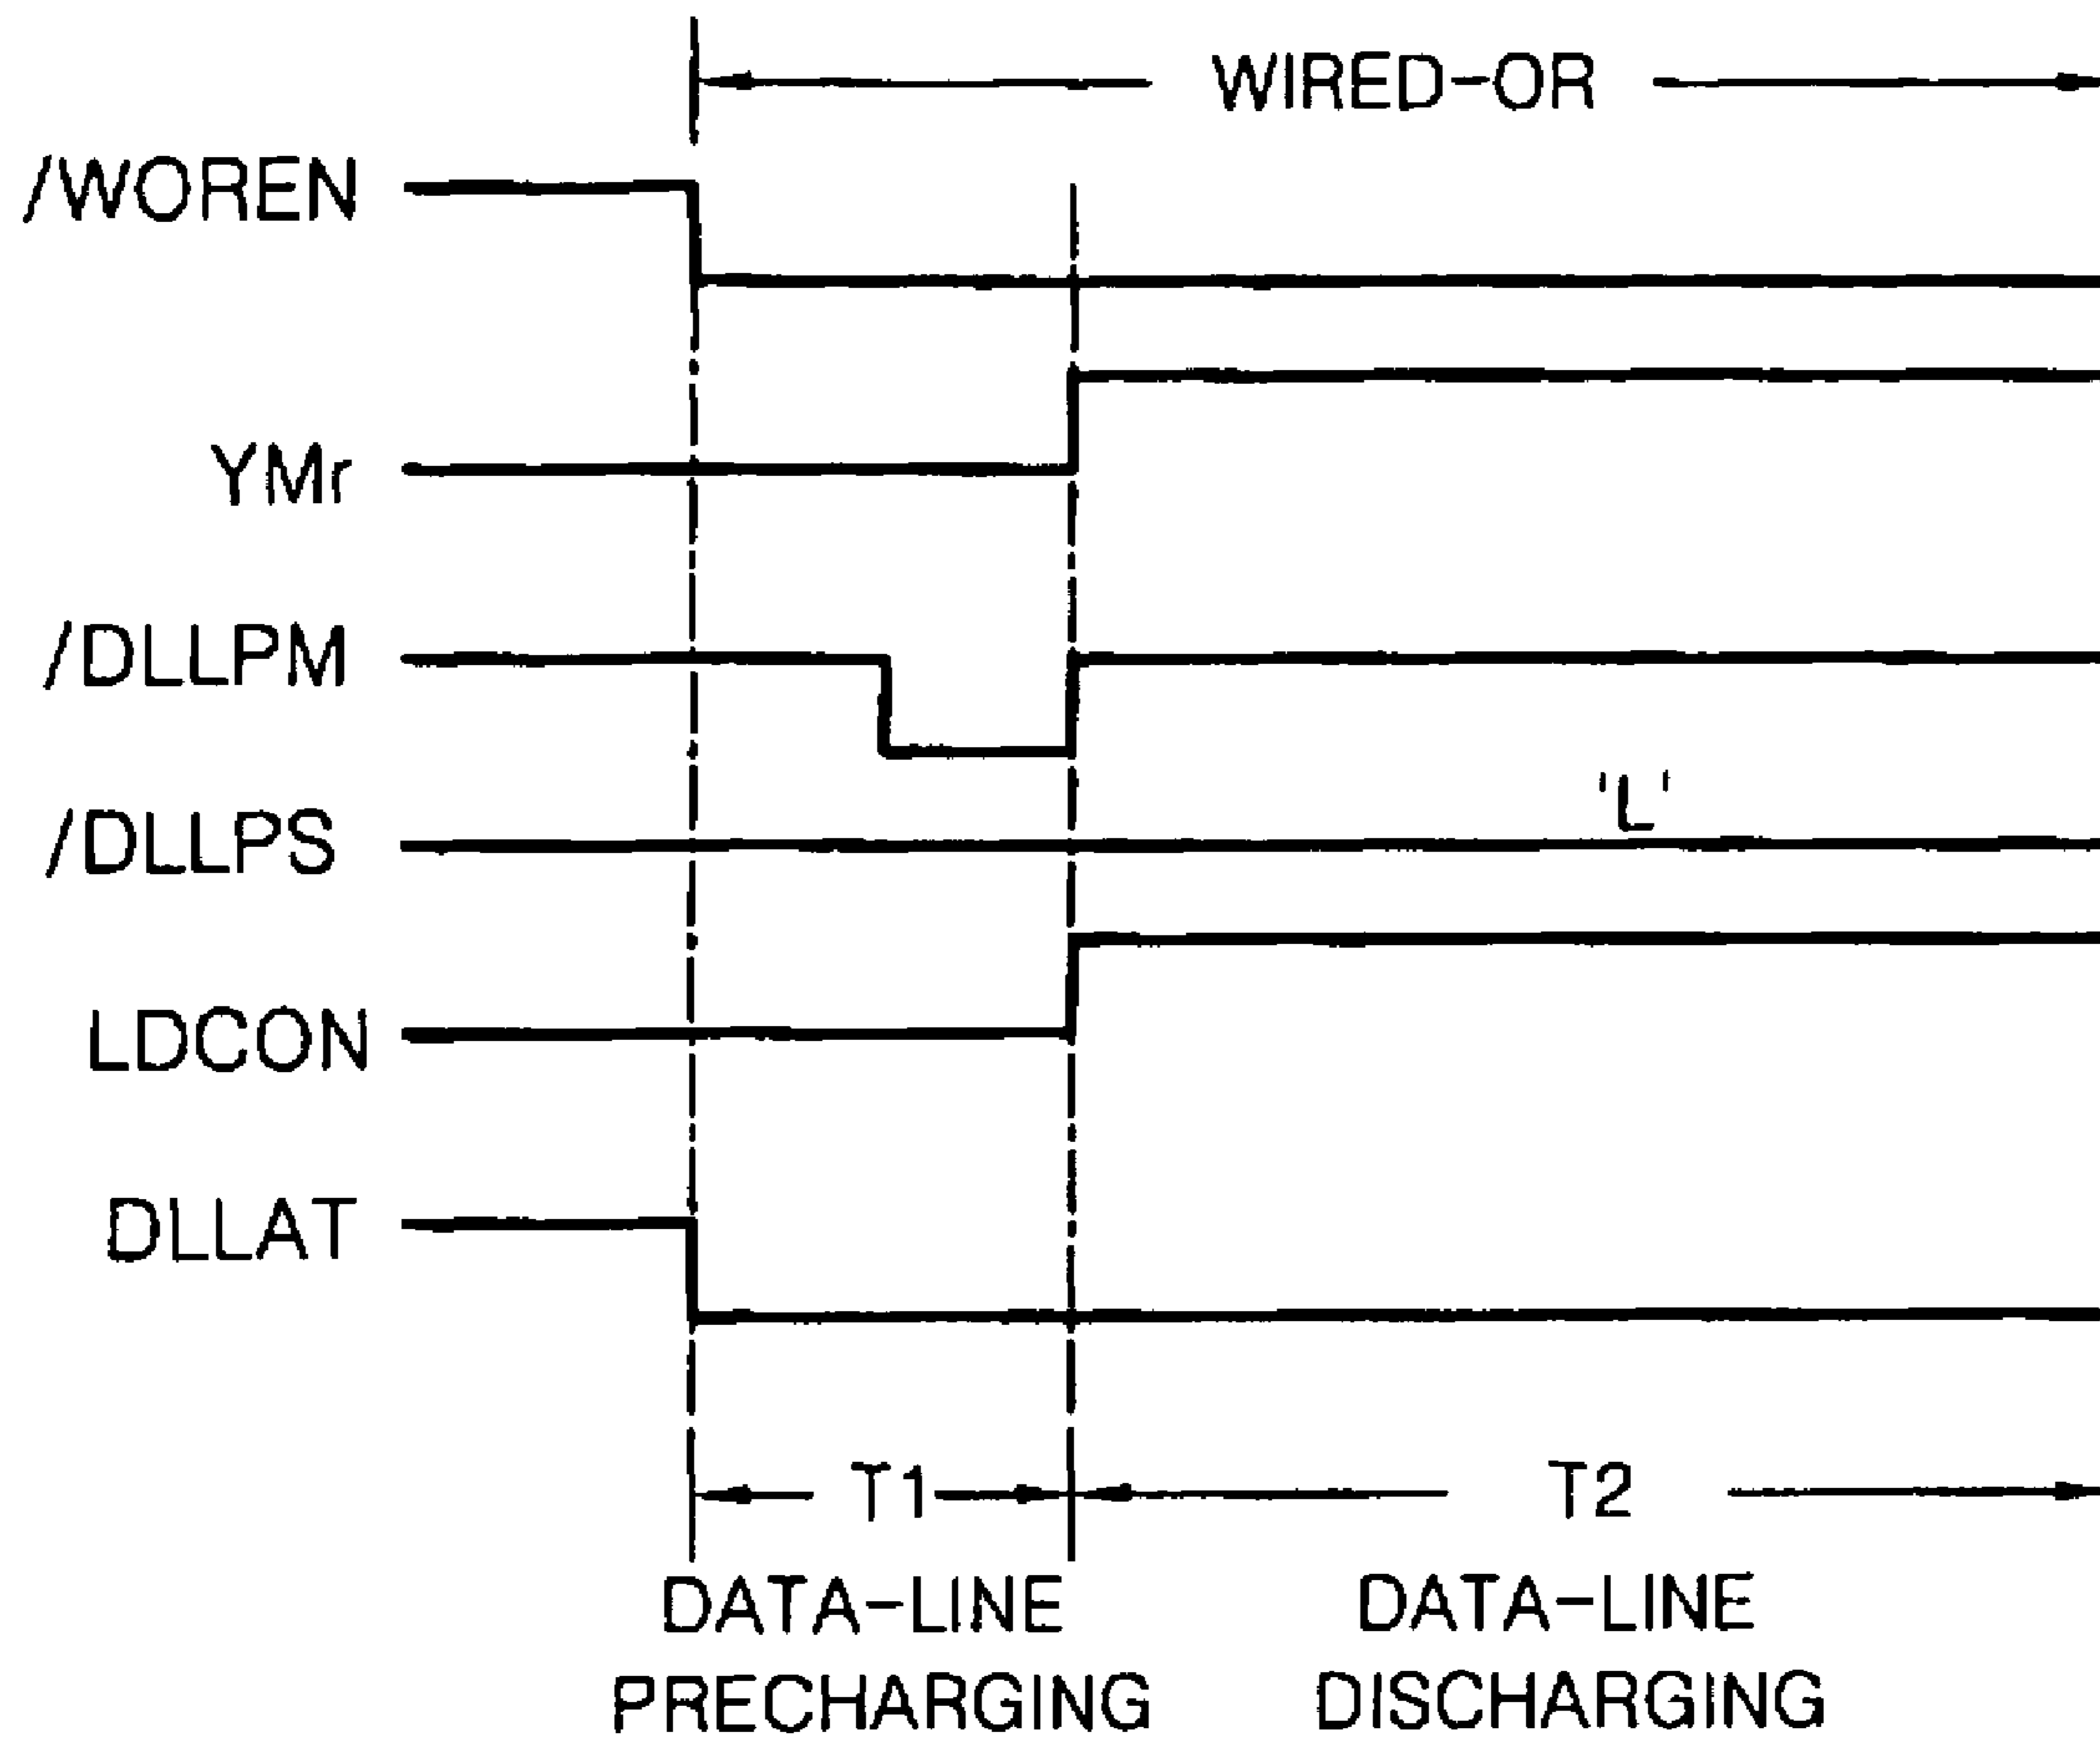 WIRED-OR
/WOREN
YMr
/DLLPM
'L'
/DLLPS
LDCON
DLLAT
T1
T2
DATA-LINE
PRECHARGING
DATA-LINE
DISCHARGING